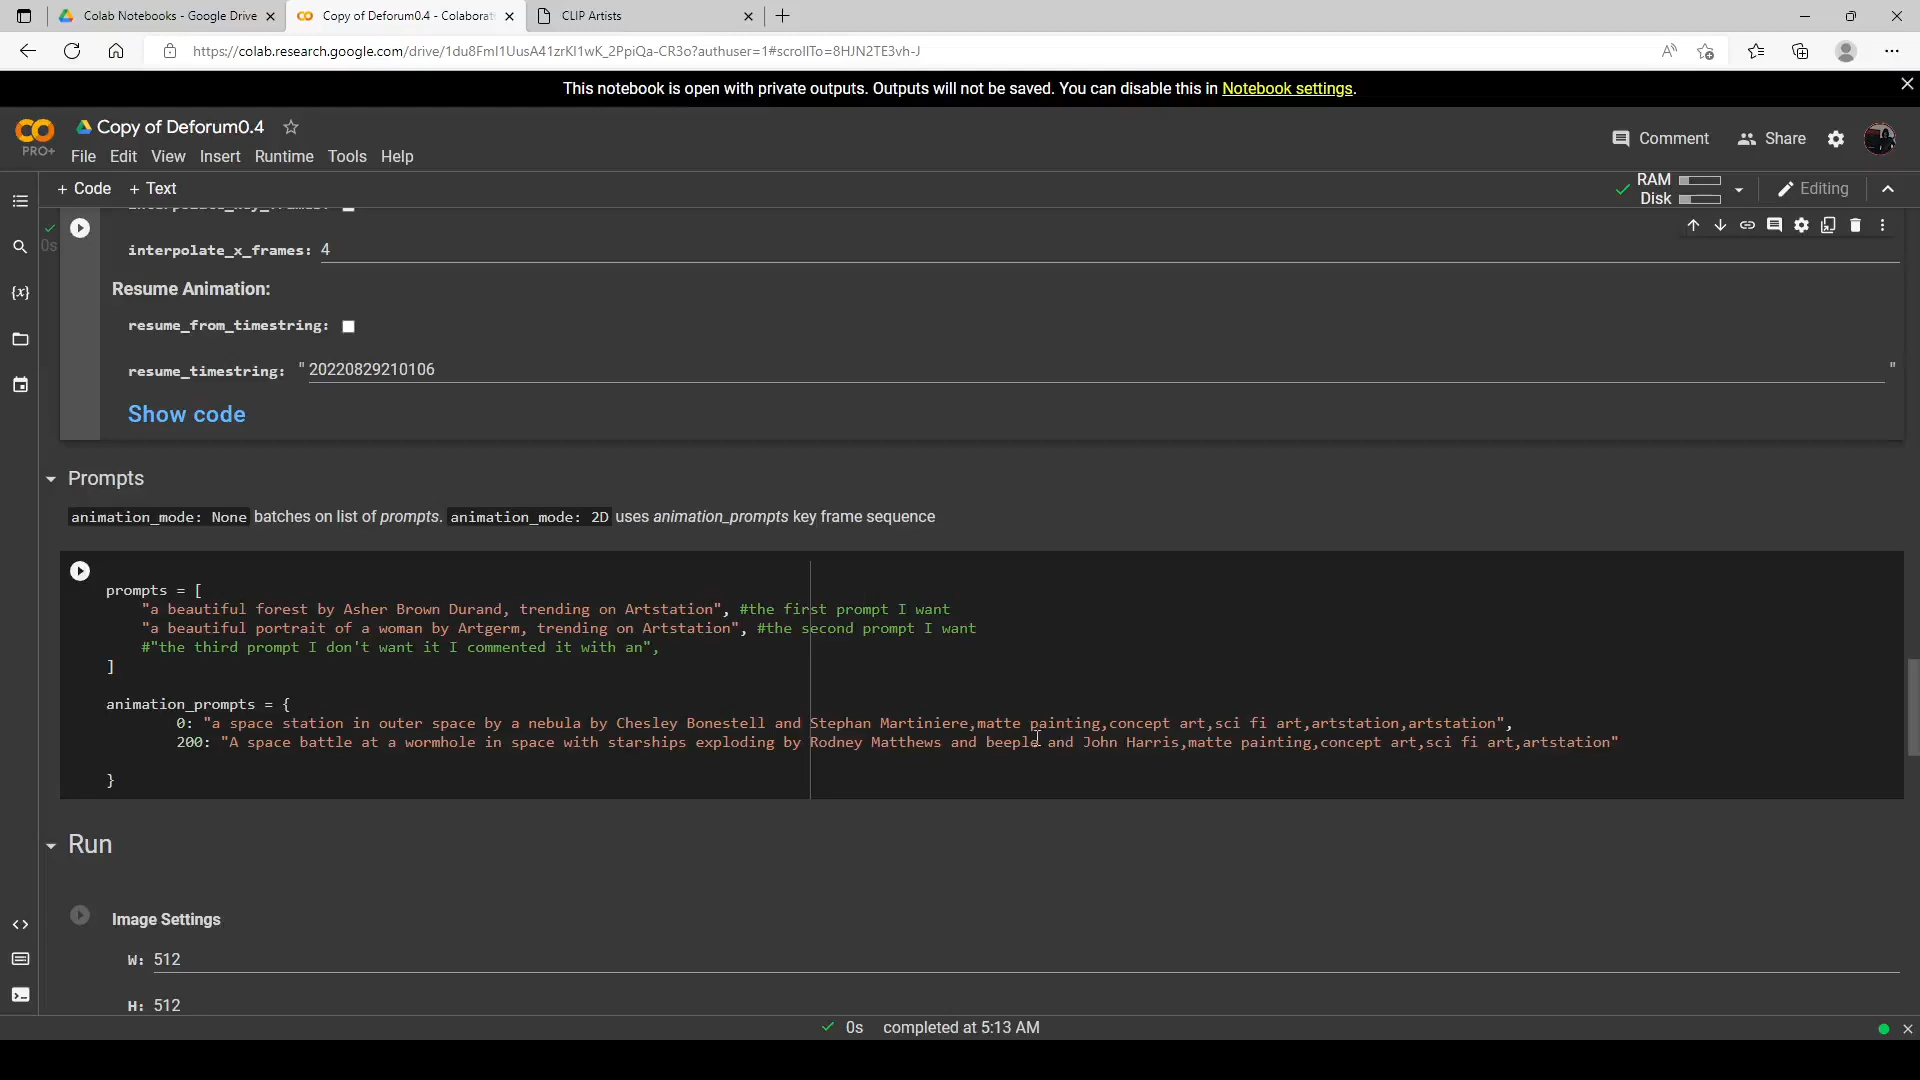 Colab Notebooks - Google Drive
Copy of Deforum0.4 - Colaborat
CLIP Artists
https://colab.research.google.com/drive/1du8FmI1UusA41zrKI1wK_2PpiQa-CR3o?authuser=1#scrollTo=8HJN2TE3vh-J
This notebook is open with private outputs. Outputs will not be saved. You can disable this in Notebook settings.
CO
PRO+
Copy of Deforum0.4
File Edit View Insert Runtime Tools Help
Comment Share
+ Code + Text
RAM
Disk
Editing
0s
interpolate_x_frames: 4
Resume Animation:
resume_from_timestring:
resume_timestring: "20220829210106"
Show code
Prompts
animation_mode: None batches on list of prompts. animation_mode: 2D uses animation_prompts key frame sequence
prompts = [
"a beautiful forest by Asher Brown Durand, trending on Artstation", #the first prompt I want
"a beautiful portrait of a woman by Artgerm, trending on Artstation", #the second prompt I want
#"the third prompt I don't want it I commented it with an",
]
animation_prompts = {
0: "a space station in outer space by a nebula by Chesley Bonestell and Stephan Martiniere,matte painting,concept art,sci fi art,artstation,artstation",
200: "A space battle at a wormhole in space with starships exploding by Rodney Matthews and beeple and John Harris,matte painting,concept art,sci fi art,artstation"
}
Run
Image Settings
W: 512
H: 512
0s completed at 5:13 AM